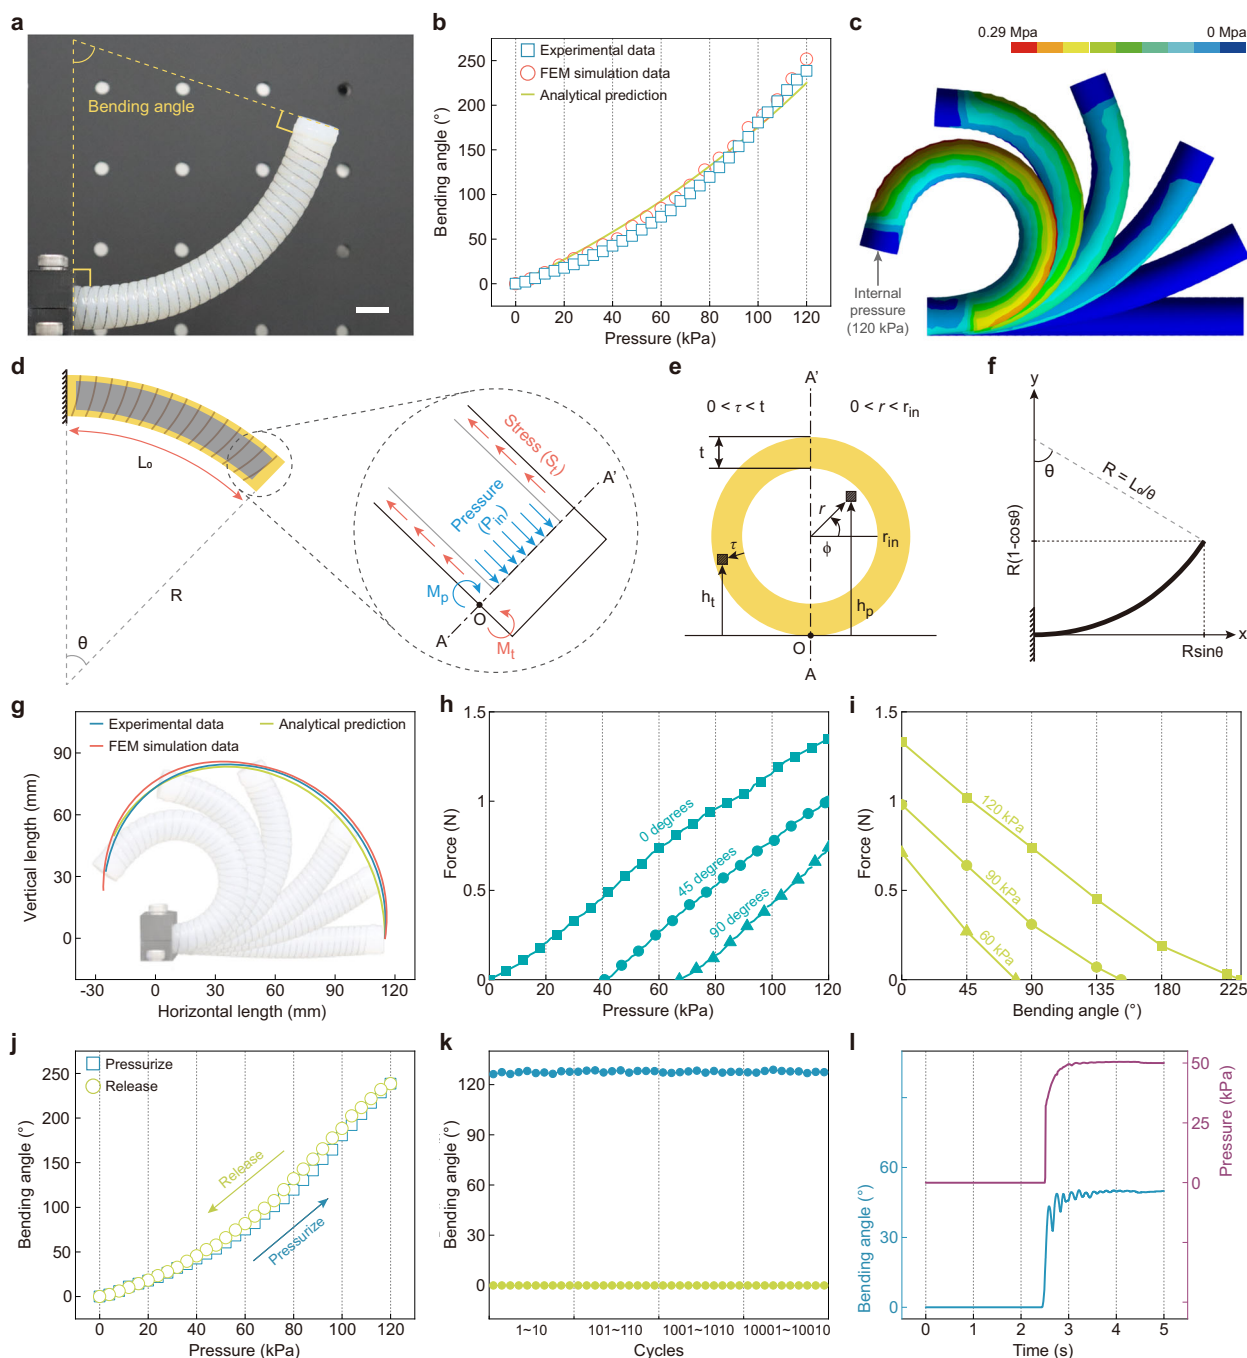 a
Bending angle
b
Experimental data
FEM simulation data
Analytical prediction
Bending angle (°)
250
200
150
100
50
0
0 20 40 60 80 100 120
Pressure (kPa)
c
0.29 Mpa 0 Mpa
Internal
pressure
(120 kPa)
d
L₀
R
θ
Stress (Sₜ)
Pressure
(P_in)
A'
M_p
O
A
Mₜ
e
A'
0 < τ < t 0 < r < r_in
t
r
τ
ϕ
r_in
hₜ
h_p
O
A
f
y
θ
R = L₀/θ
R(1-cosθ)
x
Rsinθ
g
Experimental data Analytical prediction
FEM simulation data
Vertical length (mm)
90
60
30
0
-30 0 30 60 90 120
Horizontal length (mm)
h
Force (N)
1.5
1
0.5
0
0 degrees
45 degrees
90 degrees
0 20 40 60 80 100 120
Pressure (kPa)
i
Force (N)
1.5
1
0.5
0
120 kPa
90 kPa
60 kPa
0 45 90 135 180 225
Bending angle (°)
j
Pressurize
Release
Bending angle (°)
250
200
150
100
50
0
Release
Pressurize
0 20 40 60 80 100 120
Pressure (kPa)
k
Bending angle (°)
120
90
60
30
0
1~10 101~110 1001~1010 10001~10010
Cycles
l
Bending angle (°)
60
30
0
50
0
Pressure (kPa)
0 1 2 3 4 5
Time (s)